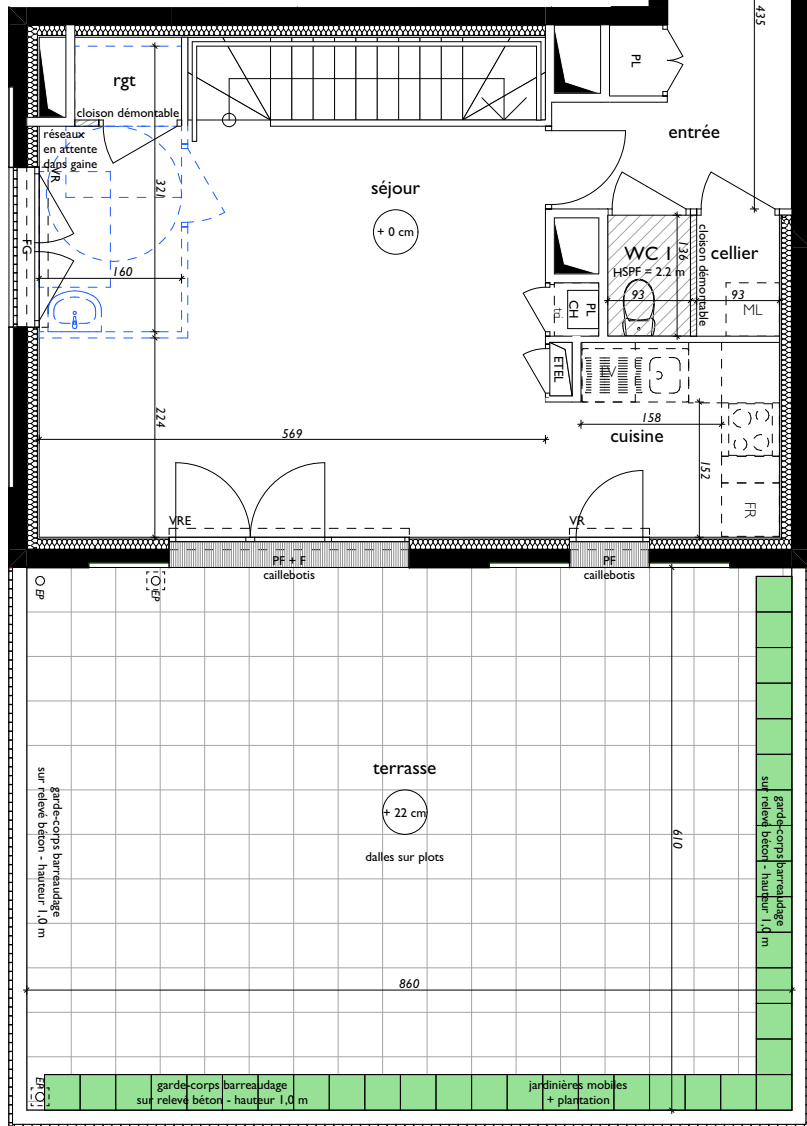 435
PL
rgt
cloison démontable
entrée
réseaux
en attente
dans gaine
VR
321
séjour
+ 0 cm
FG
160
WC 1
HSPF = 2.2 m
136
cloison démontable
cellier
93
93
ML
PL
CH
td
ETEL
LV
224
569
158
cuisine
152
FR
VRE
VR
PF + F
caillebotis
PF
caillebotis
EP
EP
garde-corps barreaudage
sur relevé béton - hauteur 1,0 m
terrasse
+ 22 cm
dalles sur plots
610
garde-corps barreaudage
sur relevé béton - hauteur 1,0 m
860
EP
garde-corps barreaudage
sur relevé béton - hauteur 1,0 m
jardinières mobiles
+ plantation